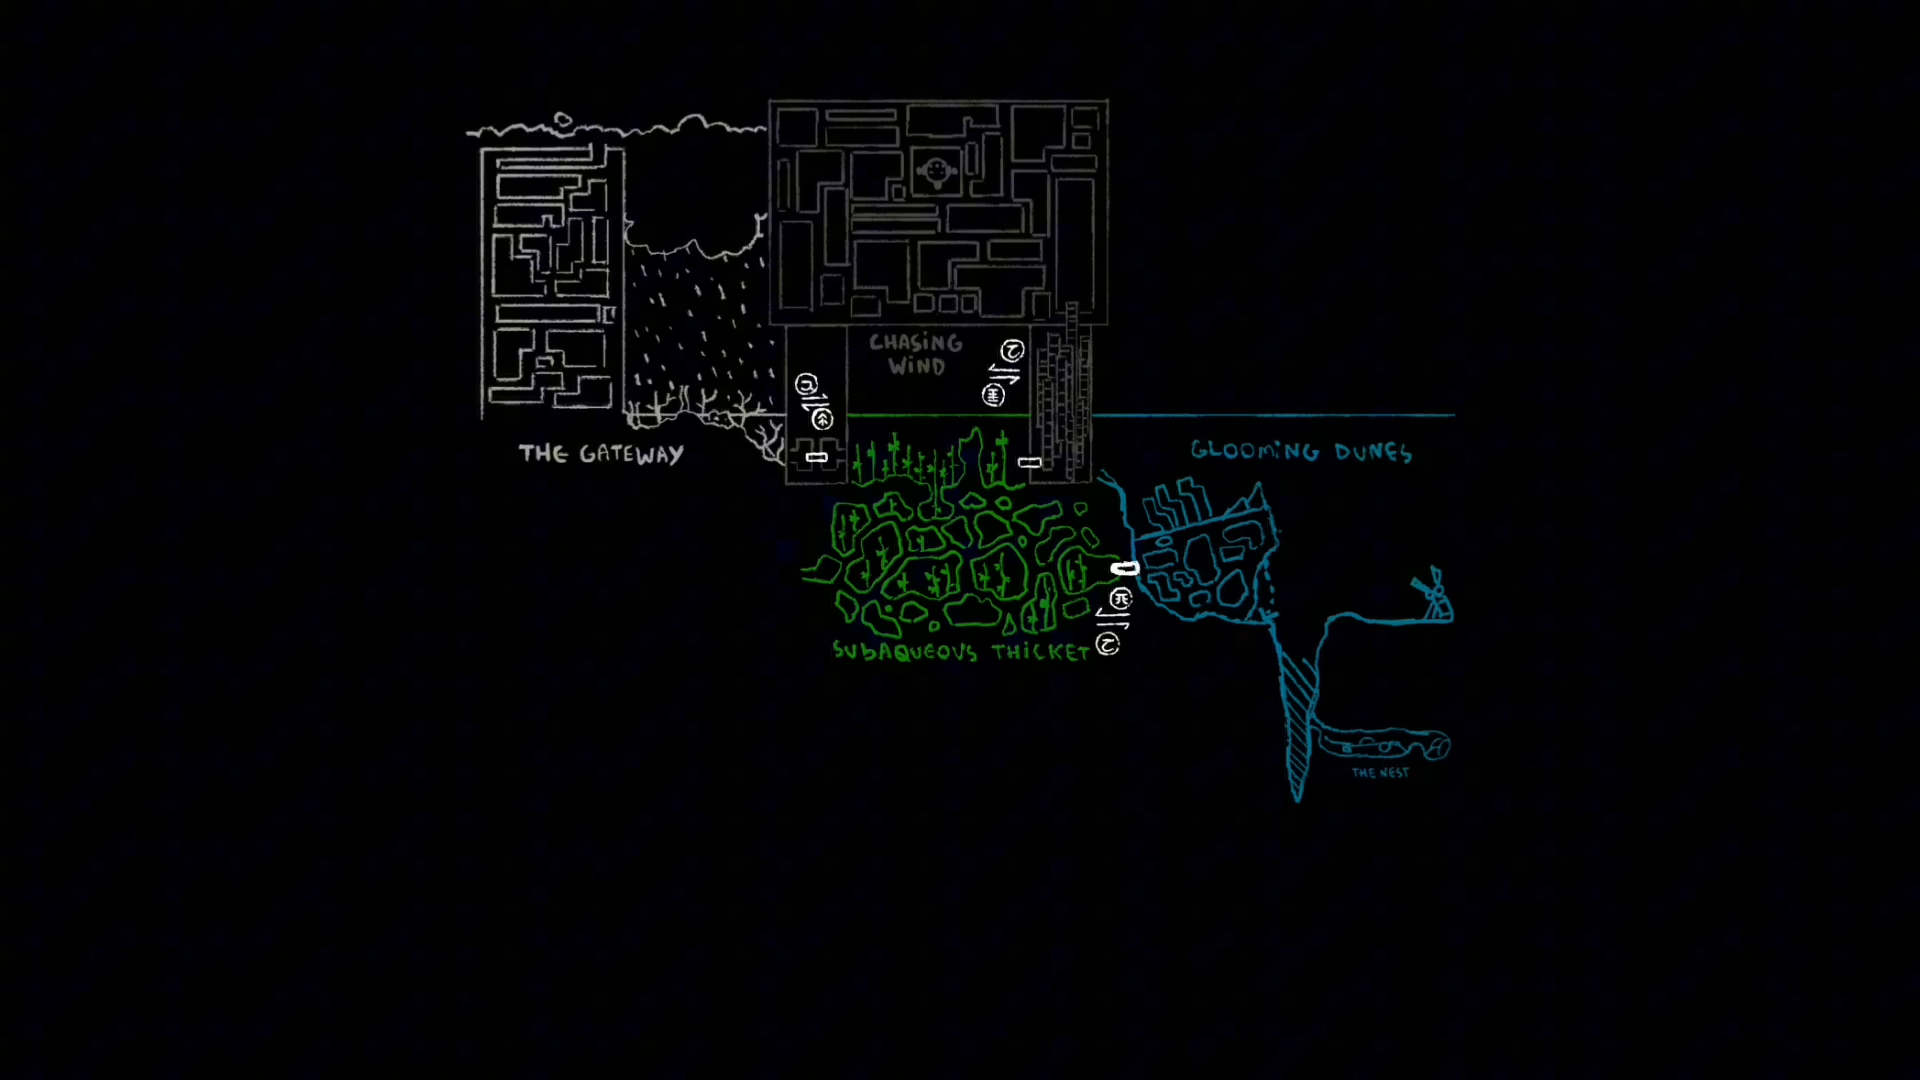 CHASING
WIND
THE GATEWAY
GLOOMING DUNES
SUBAQUEOUS THICKET
THE NEST